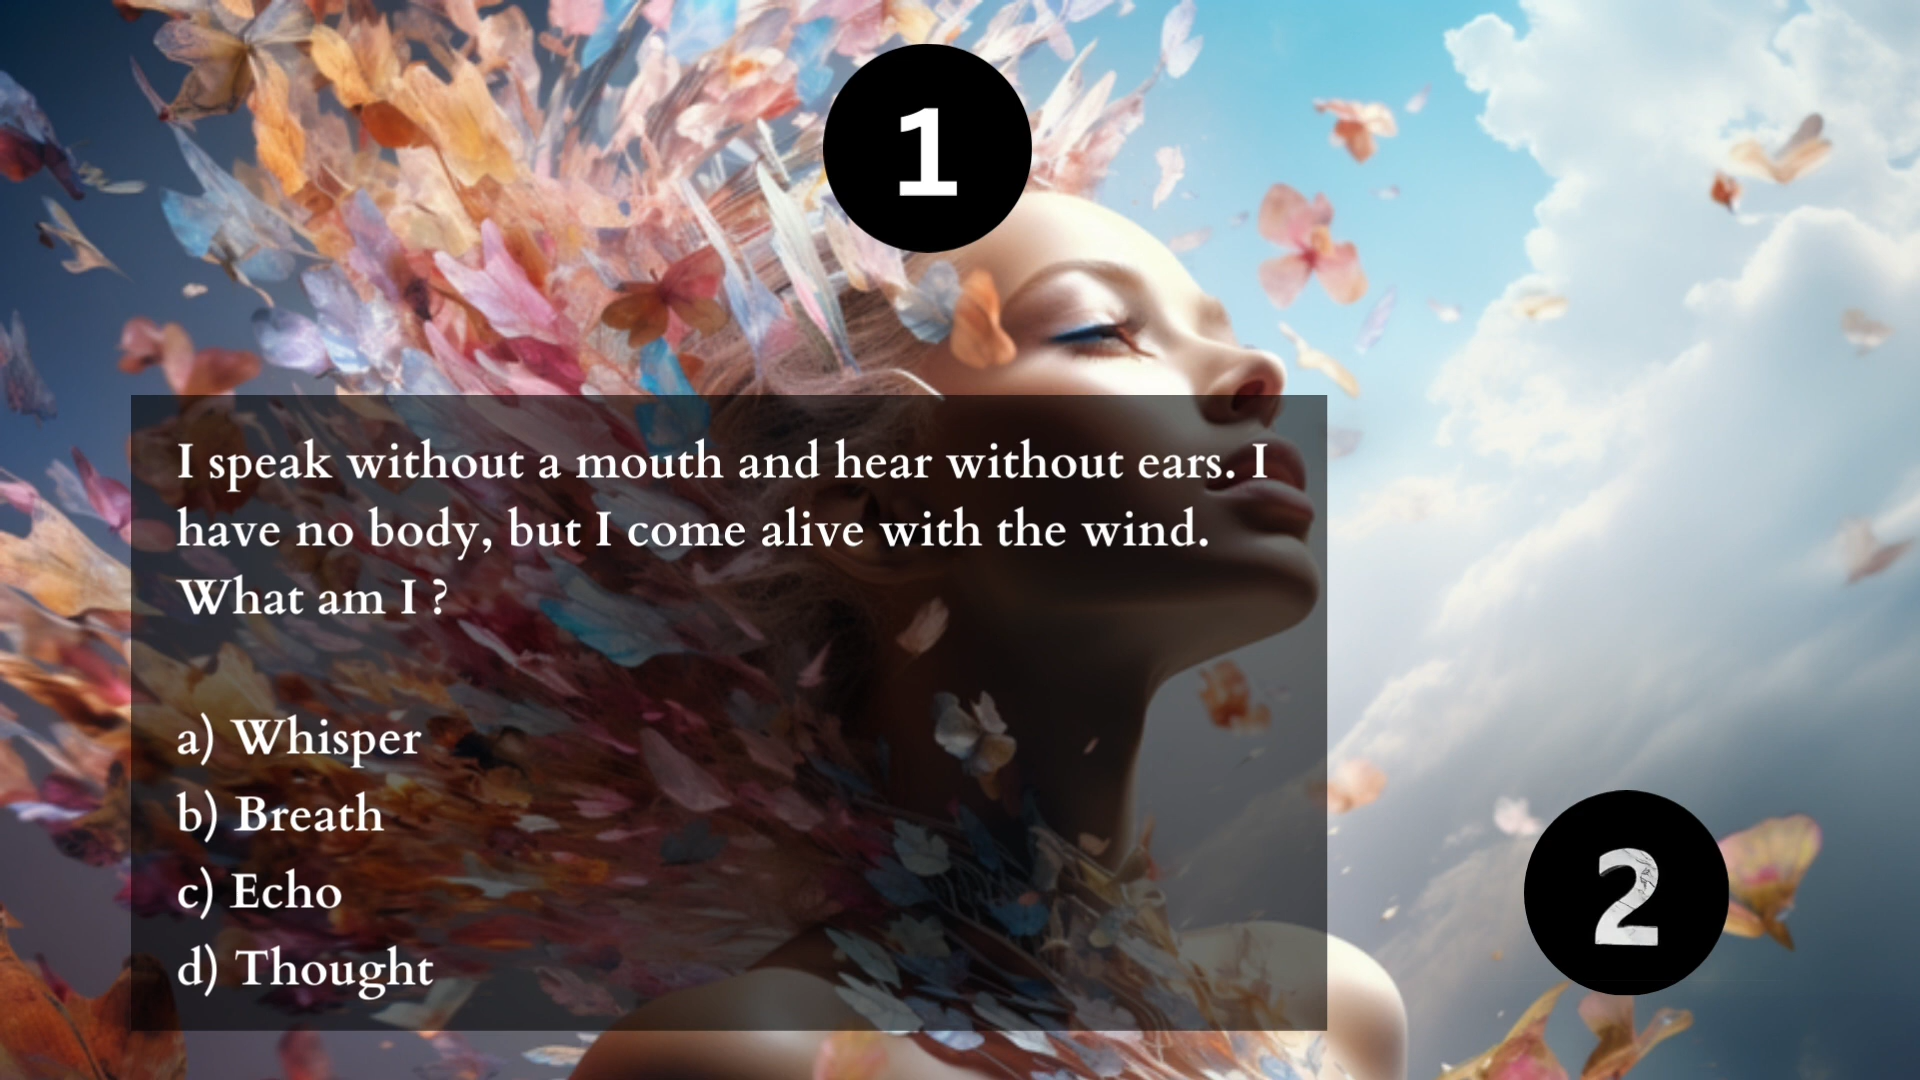 1
I speak without a mouth and hear without ears. I
have no body, but I come alive with the wind.
What am I ?
a) Whisper
b) Breath
c) Echo
d) Thought
2